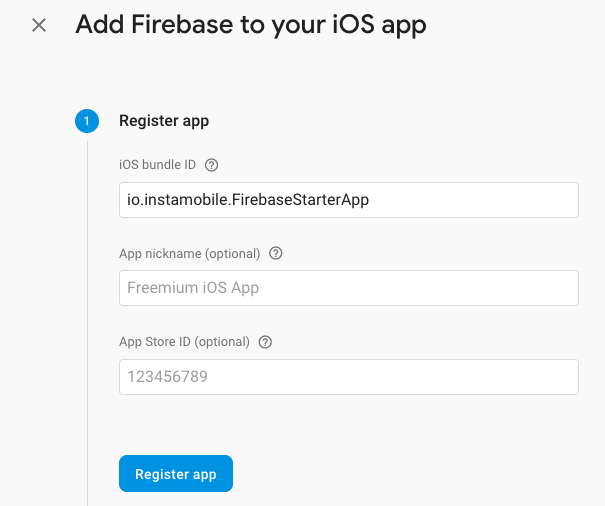 Add Firebase to your iOS app
1 Register app
iOS bundle ID ?
io.instamobile.FirebaseStarterApp
App nickname (optional) ?
Freemium iOS App
App Store ID (optional) ?
123456789
Register app